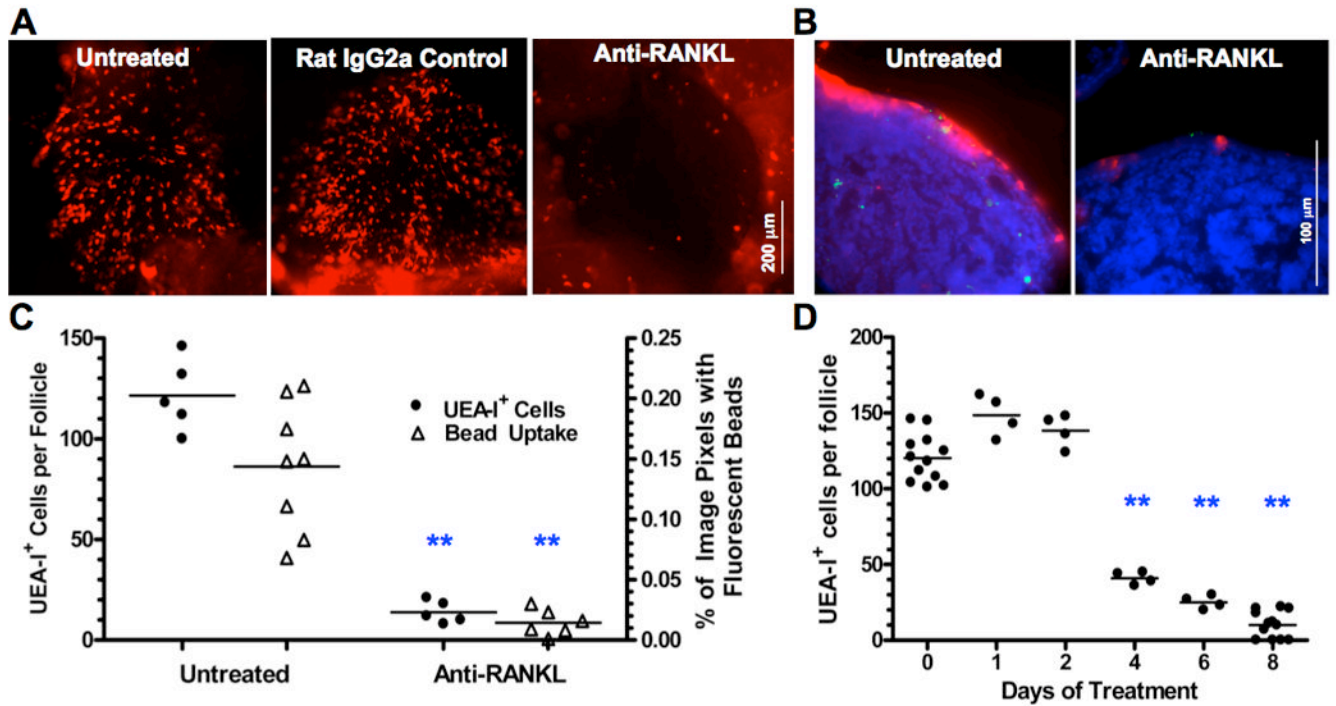 A
Untreated
Rat IgG2a Control
Anti-RANKL
200 μm
B
Untreated
Anti-RANKL
100 μm
C
150
100
50
0
UEA-I+ Cells per Follicle
UEA-I+ Cells
Bead Uptake
**
**
0.25
0.20
0.15
0.10
0.05
0.00
% of Image Pixels with
Fluorescent Beads
Untreated
Anti-RANKL
D
200
150
100
50
0
UEA-I+ cells per follicle
**
**
**
0 1 2 4 6 8
Days of Treatment